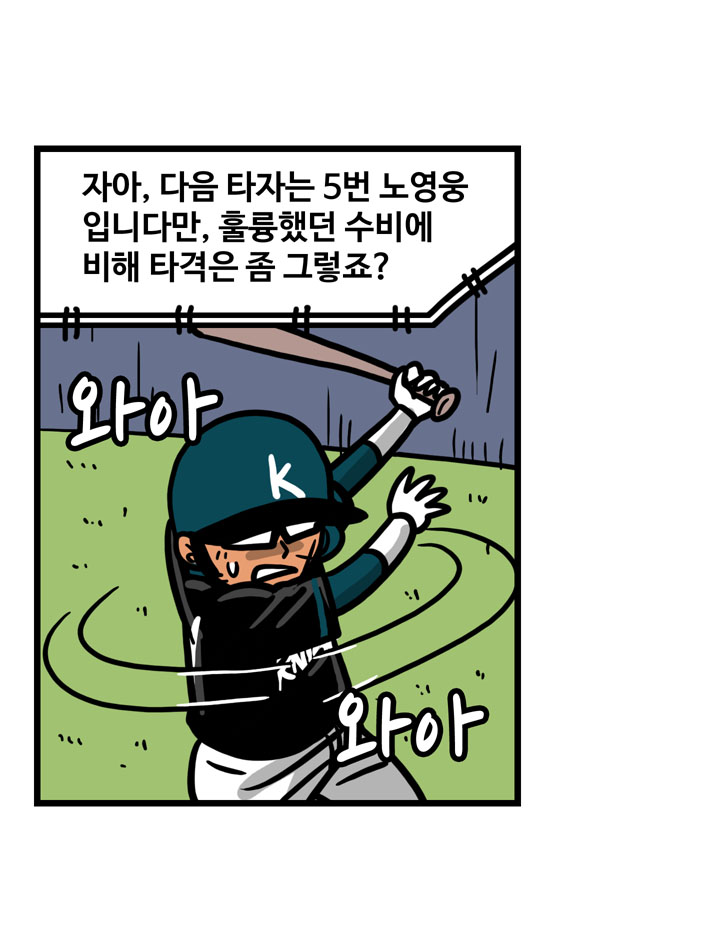 자아, 다음 타자는 5번 노영웅
입니다만, 훌륭했던 수비에
비해 타격은 좀 그렇죠?
와아
K
와아